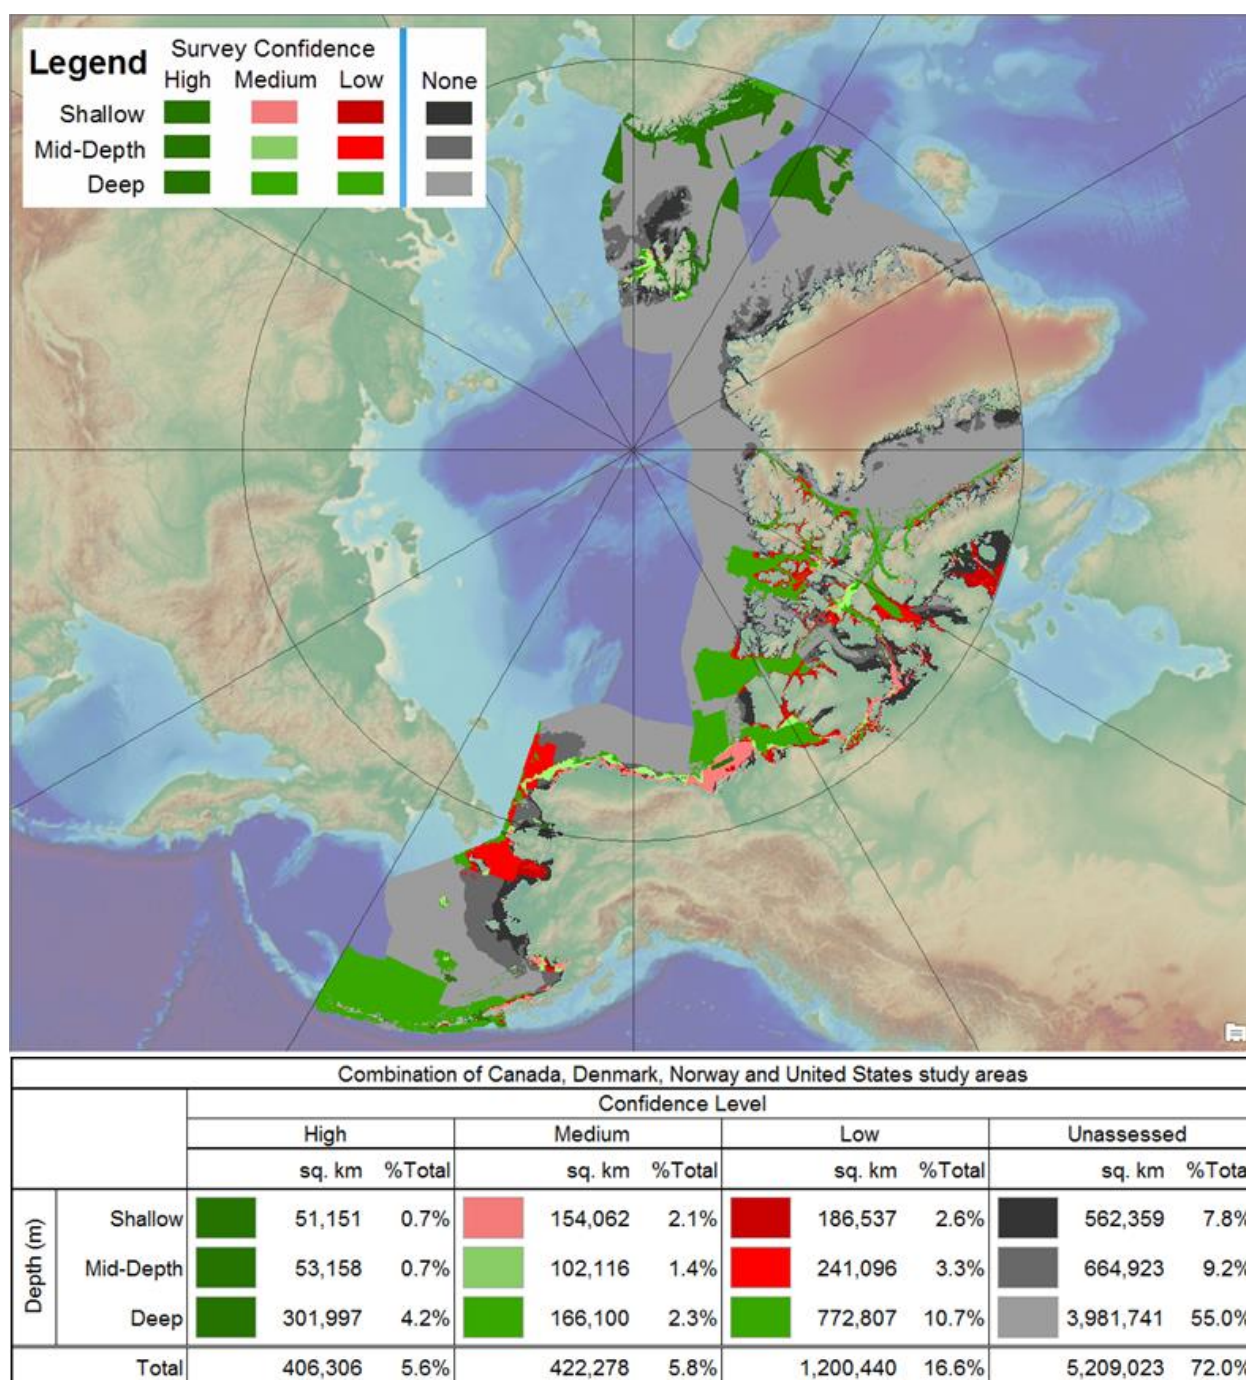 Legend
Survey Confidence
High Medium Low None
Shallow
Mid-Depth
Deep
Combination of Canada, Denmark, Norway and United States study areas
Confidence Level
High Medium Low Unassessed
sq. km %Total sq. km %Total sq. km %Total sq. km %Total
Depth (m)
Shallow 51,151 0.7% 154,062 2.1% 186,537 2.6% 562,359 7.8%
Mid-Depth 53,158 0.7% 102,116 1.4% 241,096 3.3% 664,923 9.2%
Deep 301,997 4.2% 166,100 2.3% 772,807 10.7% 3,981,741 55.0%
Total 406,306 5.6% 422,278 5.8% 1,200,440 16.6% 5,209,023 72.0%